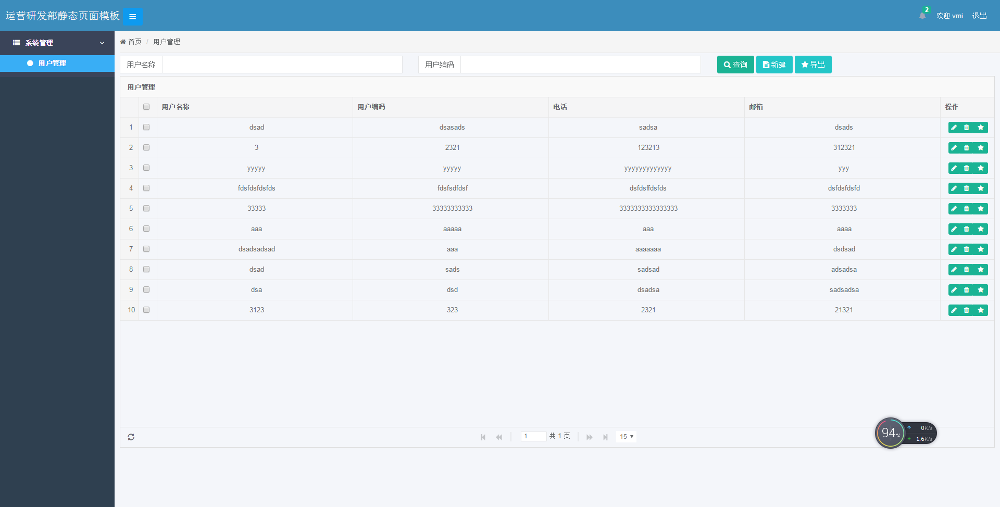 运营研发部静态页面模板
2
欢迎 vmi 退出
系统管理
用户管理
首页 / 用户管理
用户名称 用户编码 查询 新建 导出
用户管理
用户名称 用户编码 电话 邮箱 操作
1 dsad dsasads sadsa dsads
2 3 2321 123213 312321
3 yyyyy yyyyy yyyyyyyyyyyyy yyy
4 fdsfdsfdsfds fdsfsdfdsf dsfdsffdsfds dsfdsfdsfd
5 33333 33333333333 3333333333333333 3333333
6 aaa aaaaa aaa aaaa
7 dsadsadsad aaa aaaaaaa dsdsad
8 dsad sads sadsad adsadsa
9 dsa dsd dsadsa sadsadsa
10 3123 323 2321 21321
1 共 1 页 15
94%
0K/s
1.6K/s